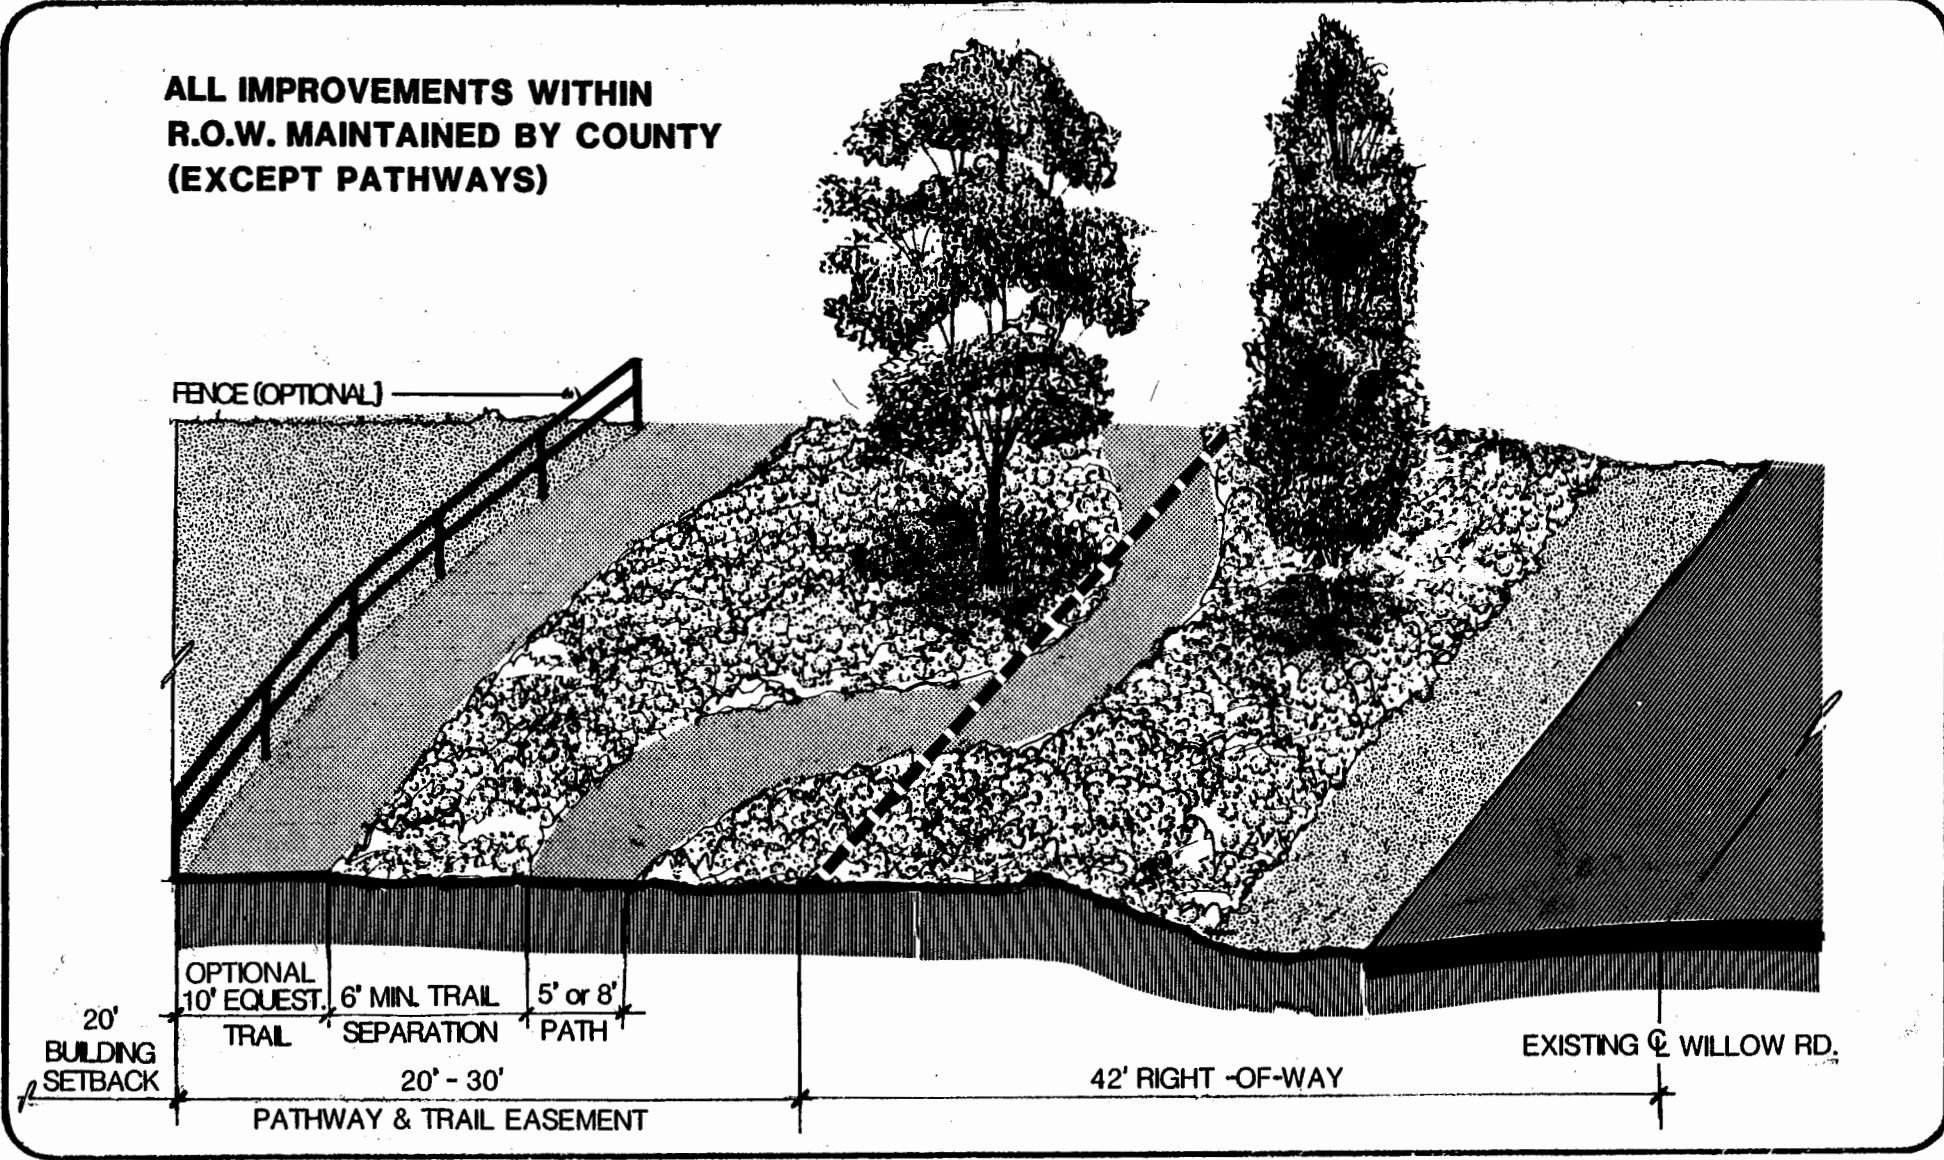 ALL IMPROVEMENTS WITHIN
R.O.W. MAINTAINED BY COUNTY
(EXCEPT PATHWAYS)
FENCE (OPTIONAL)
OPTIONAL
10' EQUEST.
TRAIL
6' MIN. TRAIL
SEPARATION
5' or 8'
PATH
20'
BUILDING
SETBACK
20' - 30'
PATHWAY & TRAIL EASEMENT
42' RIGHT -OF-WAY
EXISTING ℄ WILLOW RD.